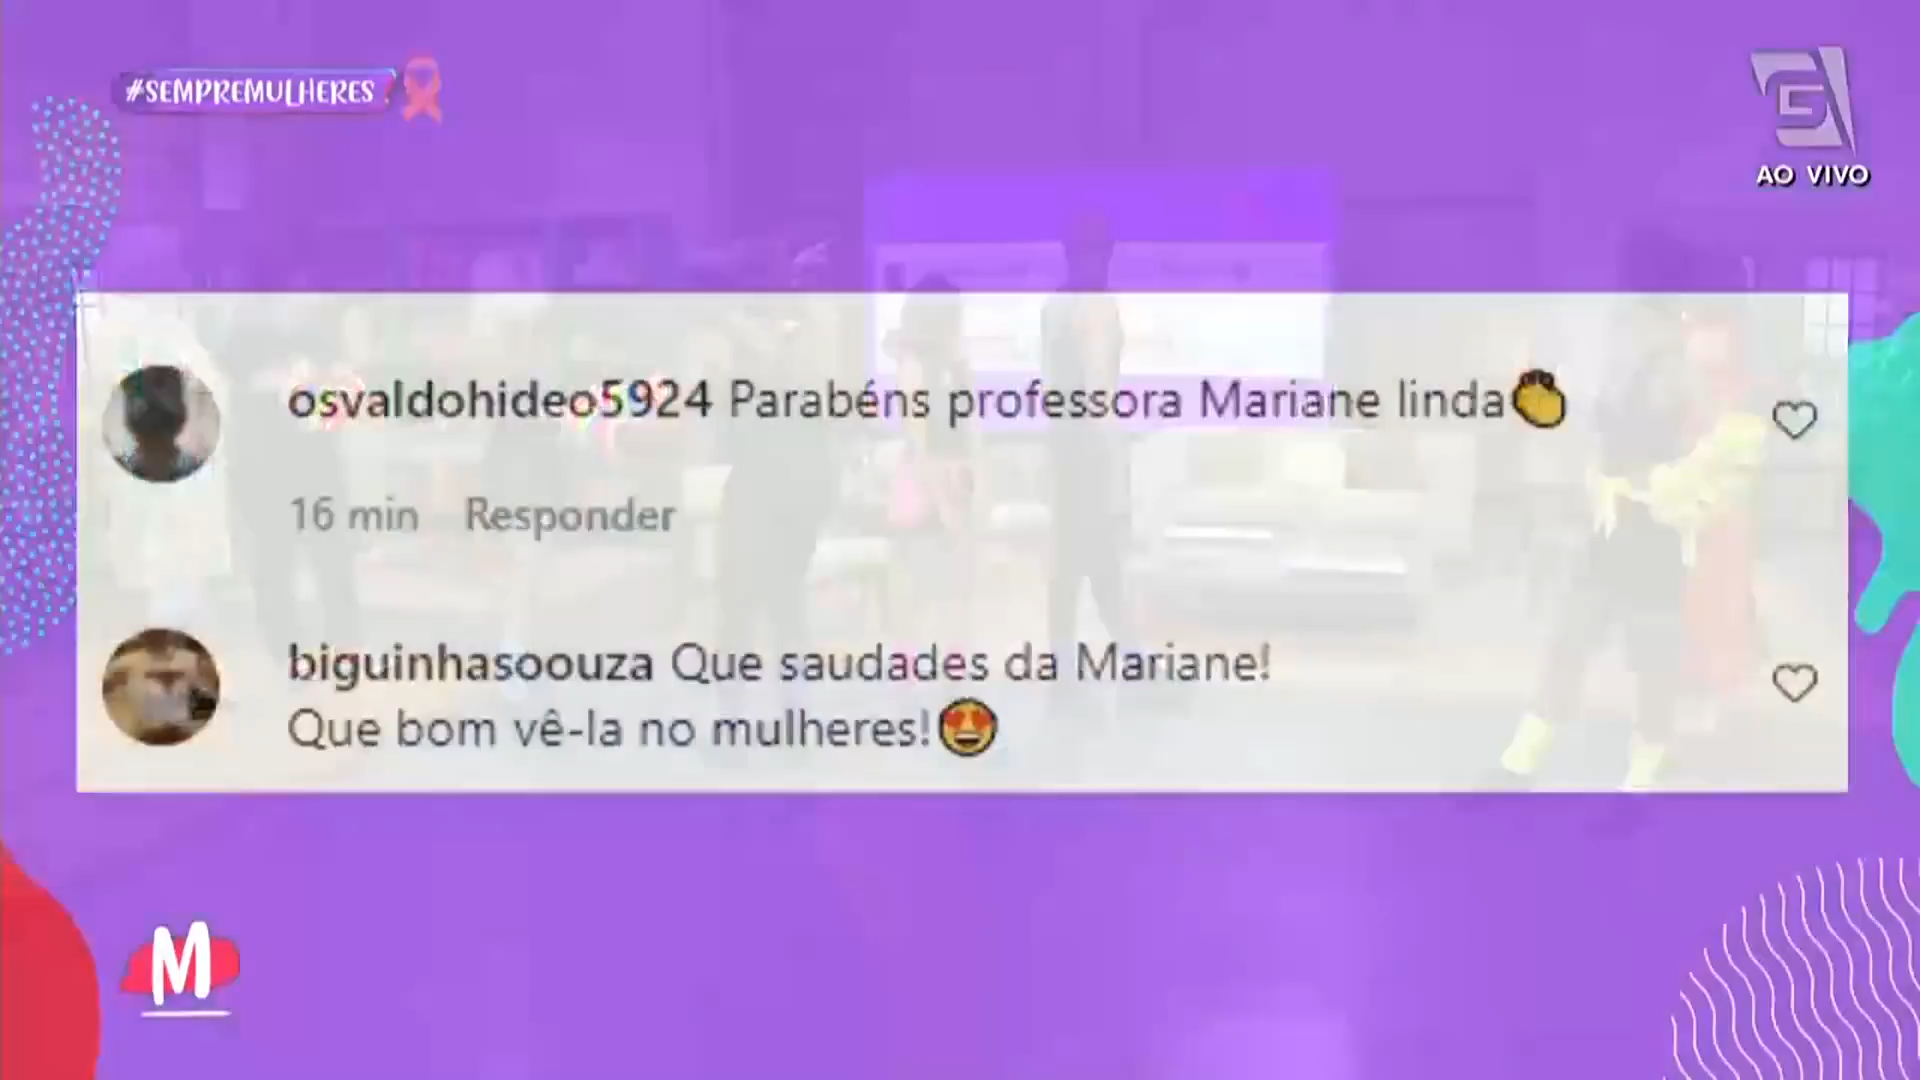 #SEMPREMULHERES
AO VIVO
osvaldohideo5924 Parabéns professora Mariane linda👏
16 min Responder
biguinhasoouza Que saudades da Mariane!
Que bom vê-la no mulheres!😍
M